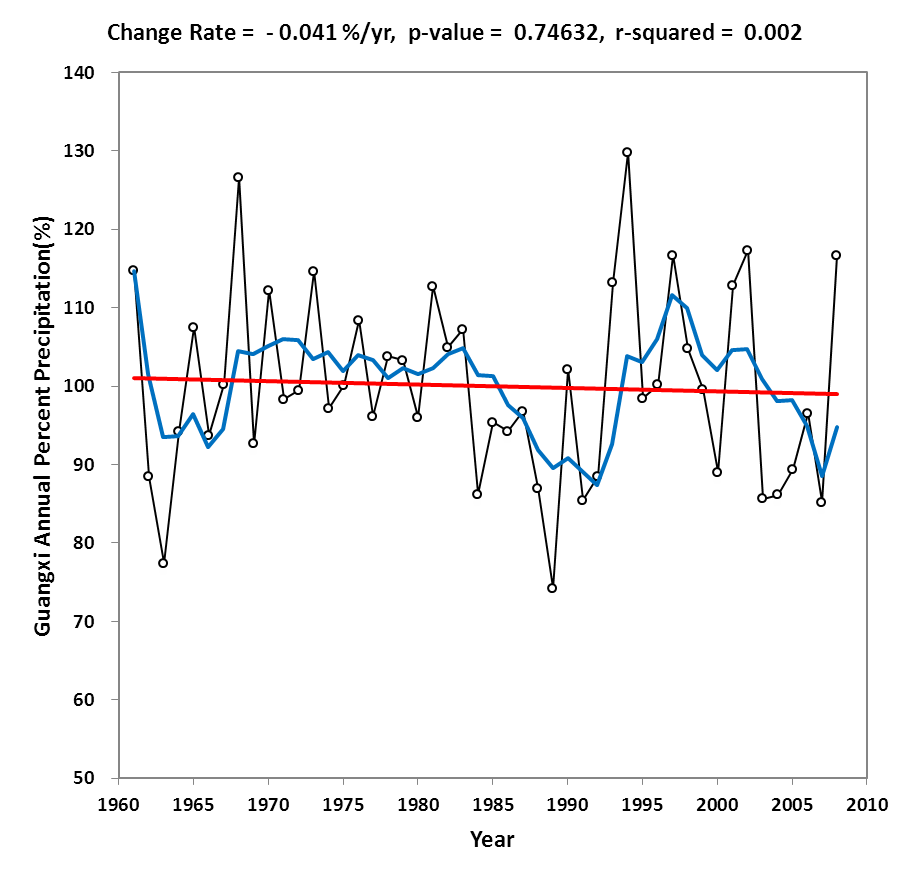 Change Rate = - 0.041 %/yr, p-value = 0.74632, r-squared = 0.002
Guangxi Annual Percent Precipitation(%)
140
130
120
110
100
90
80
70
60
50
1960 1965 1970 1975 1980 1985 1990 1995 2000 2005 2010
Year